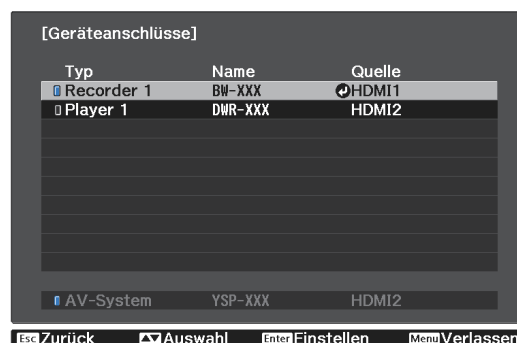 [Geräteanschlüsse]
Typ Name Quelle
Recorder 1 BW-XXX HDMI1
Player 1 DWR-XXX HDMI2
AV-System YSP-XXX HDMI2
Esc Zurück Auswahl Enter Einstellen Menu Verlassen